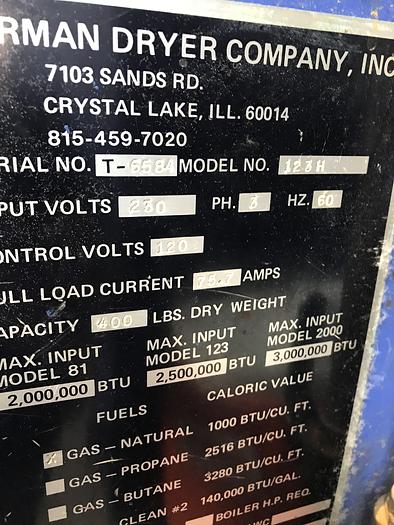 RMAN DRYER COMPANY, INC
7103 SANDS RD.
CRYSTAL LAKE, ILL. 60014
815-459-7020
RIAL NO. T-6584 MODEL NO. 123H
PUT VOLTS 230 PH. 3 HZ. 60
ONTROL VOLTS 120
ULL LOAD CURRENT 75.7 AMPS
APACITY 400 LBS. DRY WEIGHT
MAX. INPUT MODEL 81 2,000,000 BTU
MAX. INPUT MODEL 123 2,500,000 BTU
MAX. INPUT MODEL 2000 3,000,000 BTU
FUELS CALORIC VALUE
X GAS – NATURAL 1000 BTU/CU. FT.
GAS – PROPANE 2516 BTU/CU. FT.
GAS – BUTANE 3280 BTU/CU. FT.
CLEAN #2 140,000 BTU/GAL.
BOILER H.P. REQ.